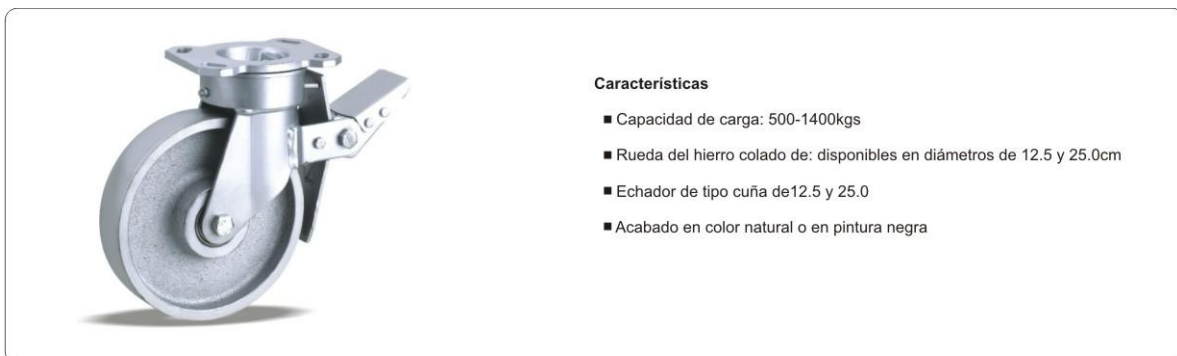 Características
■ Capacidad de carga: 500-1400kgs
■ Rueda del hierro colado de: disponibles en diámetros de 12.5 y 25.0cm
■ Echador de tipo cuña de12.5 y 25.0
■ Acabado en color natural o en pintura negra